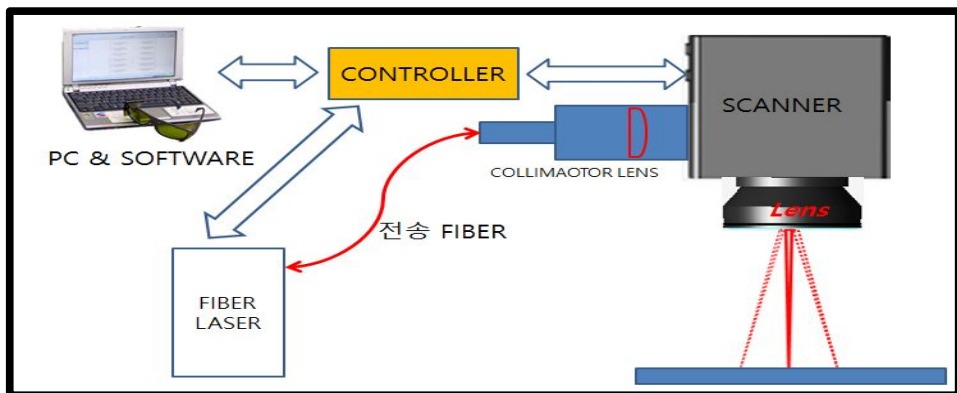 CONTROLLER
SCANNER
PC & SOFTWARE
COLLIMAOTOR LENS
Lens
전송 FIBER
FIBER
LASER